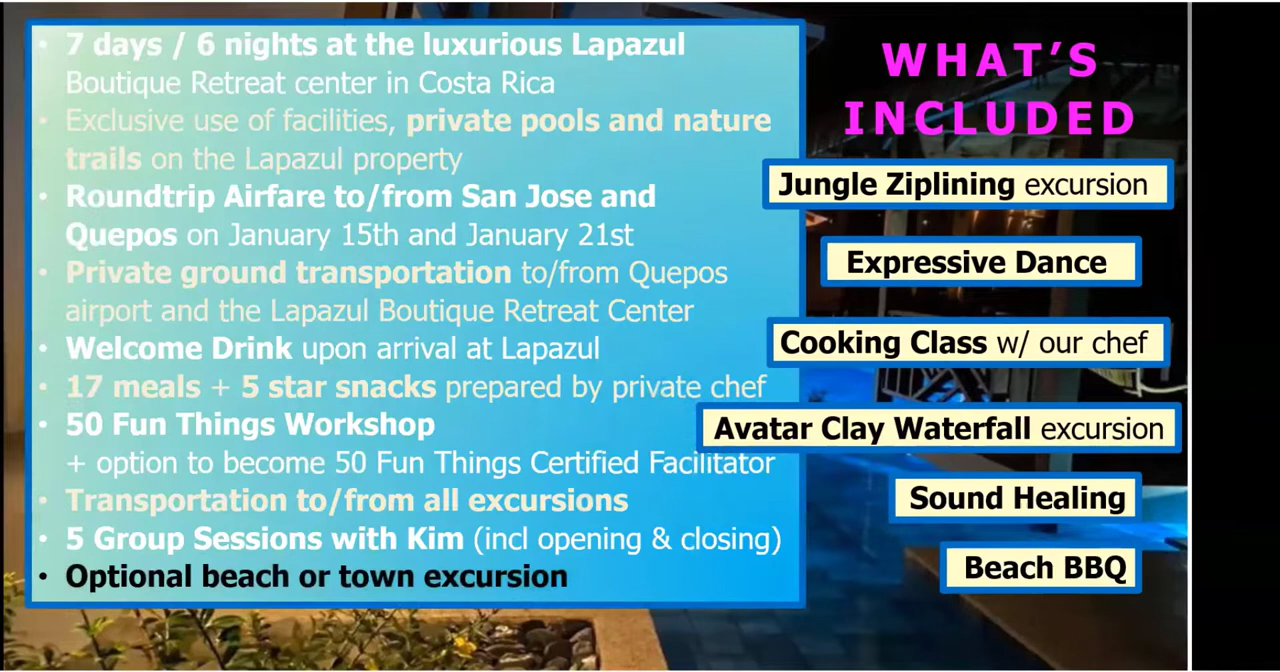 • 7 days / 6 nights at the luxurious Lapazul
Boutique Retreat center in Costa Rica
• Exclusive use of facilities, private pools and nature
trails on the Lapazul property
• Roundtrip Airfare to/from San Jose and
Quepos on January 15th and January 21st
• Private ground transportation to/from Quepos
airport and the Lapazul Boutique Retreat Center
• Welcome Drink upon arrival at Lapazul
• 17 meals + 5 star snacks prepared by private chef
• 50 Fun Things Workshop
+ option to become 50 Fun Things Certified Facilitator
• Transportation to/from all excursions
• 5 Group Sessions with Kim (incl opening & closing)
• Optional beach or town excursion
WHAT’S
INCLUDED
Jungle Ziplining excursion
Expressive Dance
Cooking Class w/ our chef
Avatar Clay Waterfall excursion
Sound Healing
Beach BBQ